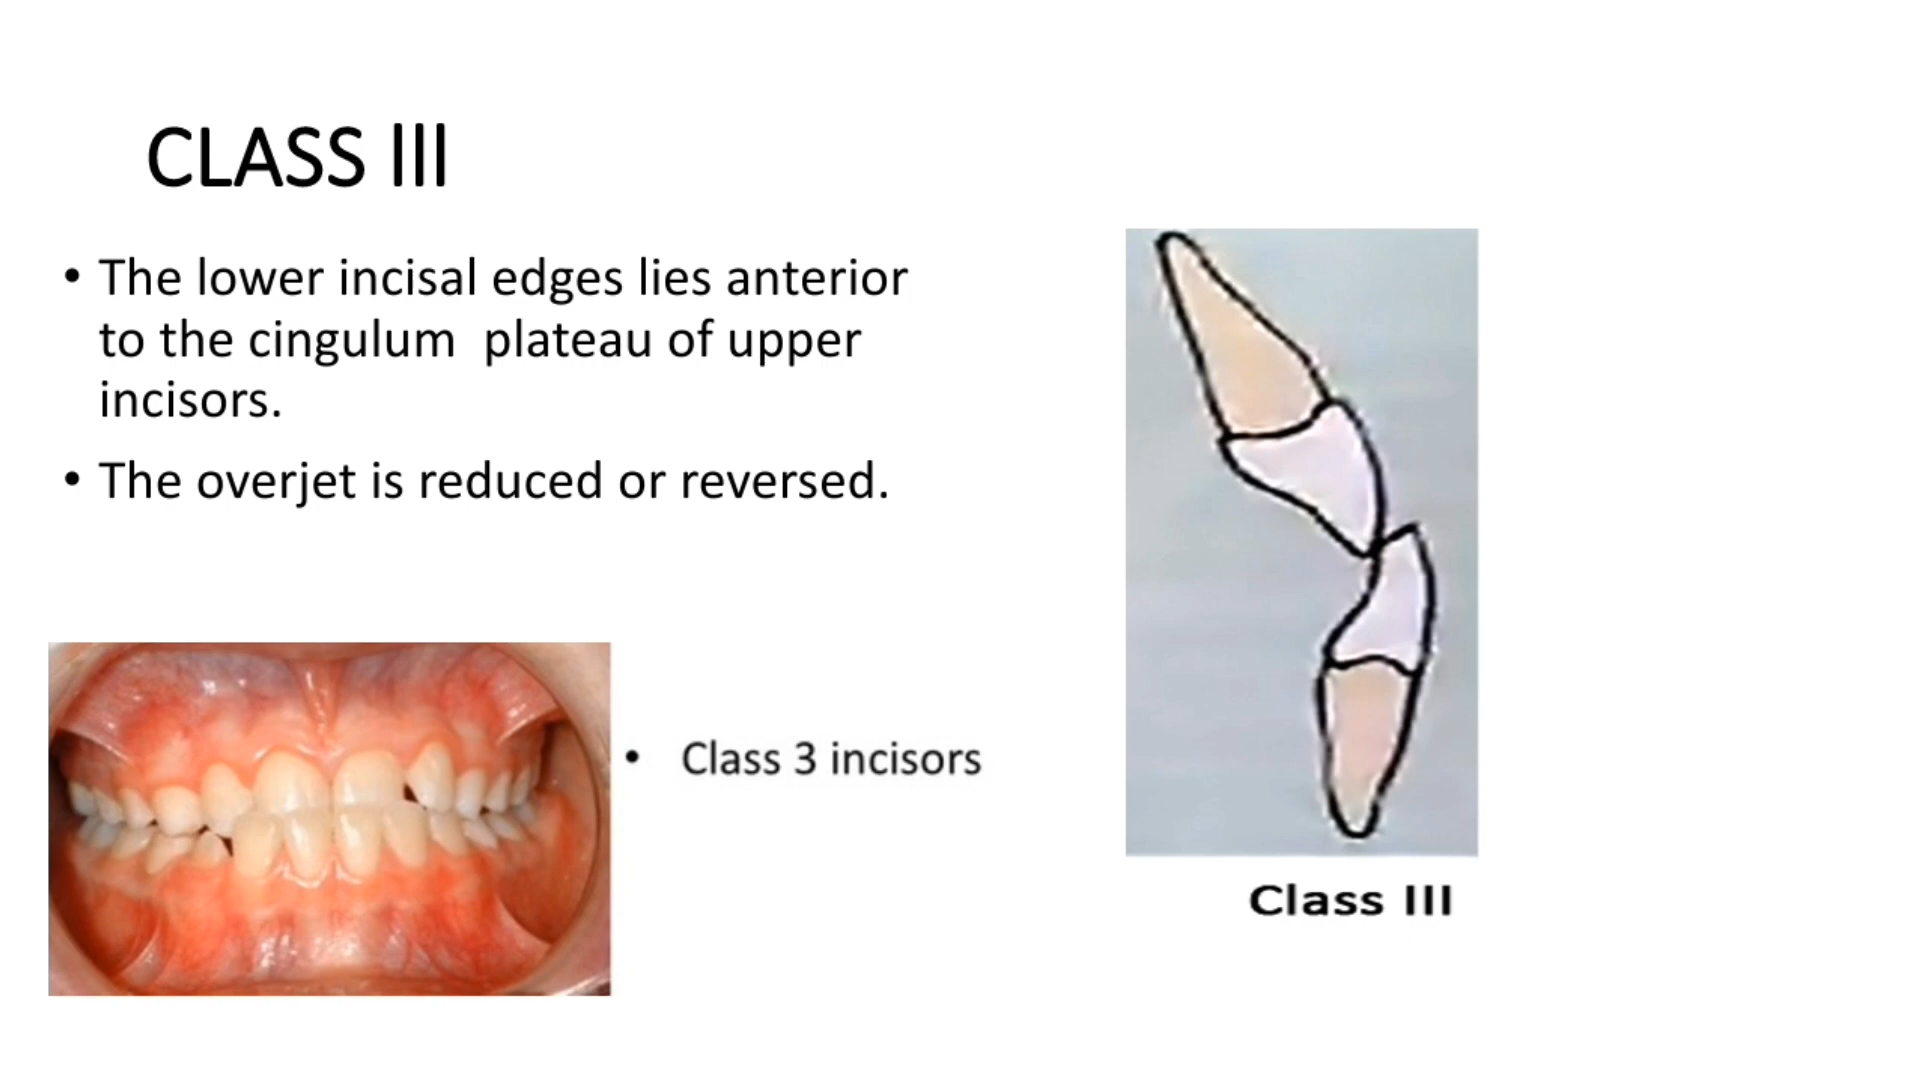 CLASS lll
• The lower incisal edges lies anterior
to the cingulum  plateau of upper
incisors.
• The overjet is reduced or reversed.
• Class 3 incisors
Class III